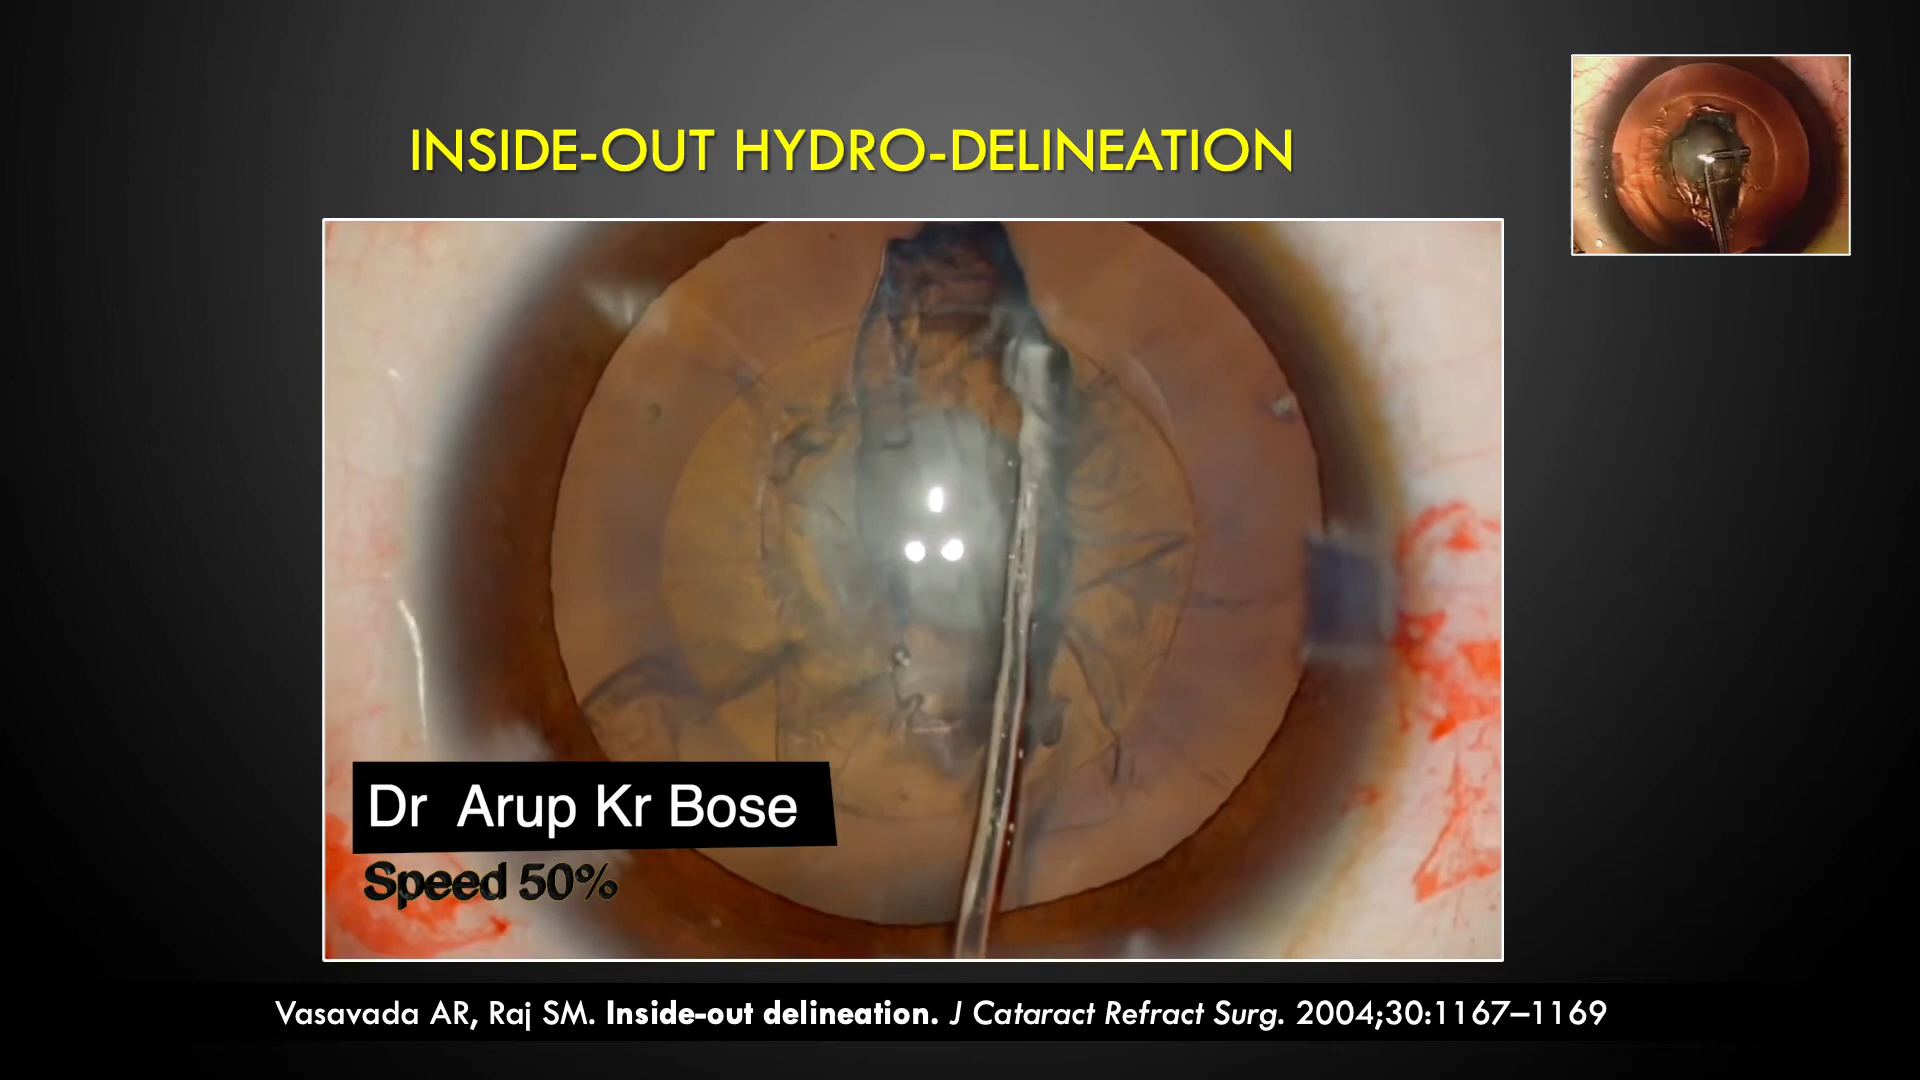 INSIDE-OUT HYDRO-DELINEATION
Dr Arup Kr Bose
Speed 50%
Vasavada AR, Raj SM. Inside-out delineation. J Cataract Refract Surg. 2004;30:1167–1169